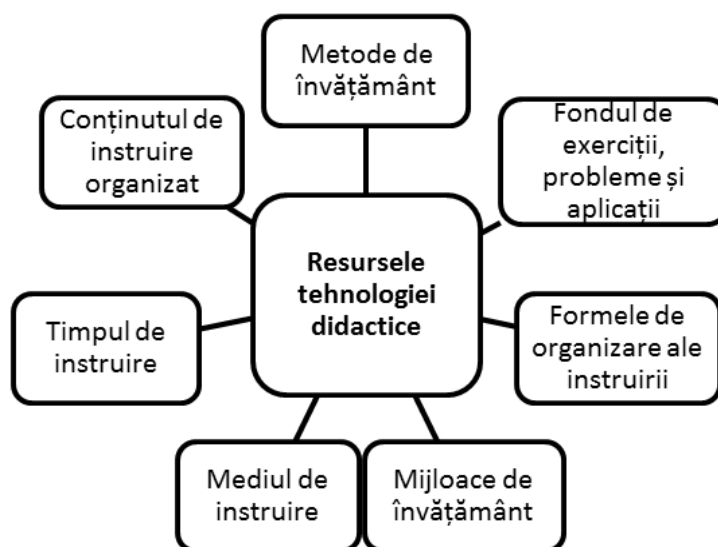 Metode de
învățământ
Conținutul de
instruire
organizat
Fondul de
exerciții,
probleme și
aplicații
Resursele
tehnologiei
didactice
Timpul de
instruire
Formele de
organizare ale
instruirii
Mediul de
instruire
Mijloace de
învățământ